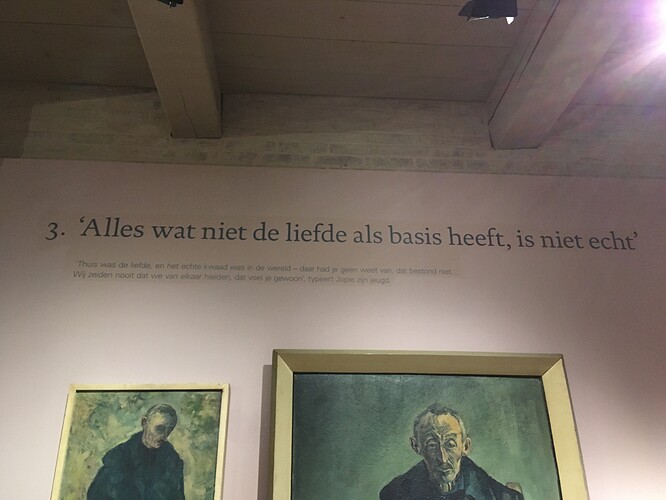 3. ‘Alles wat niet de liefde als basis heeft, is niet echt’
‘Thuis was de liefde, en het echte kwaad was in de wereld – daar had je geen weet van, dat bestond niet...
Wij zeiden nooit dat we van elkaar hielden, dat voel je gewoon’, typeert Jopie zijn jeugd.